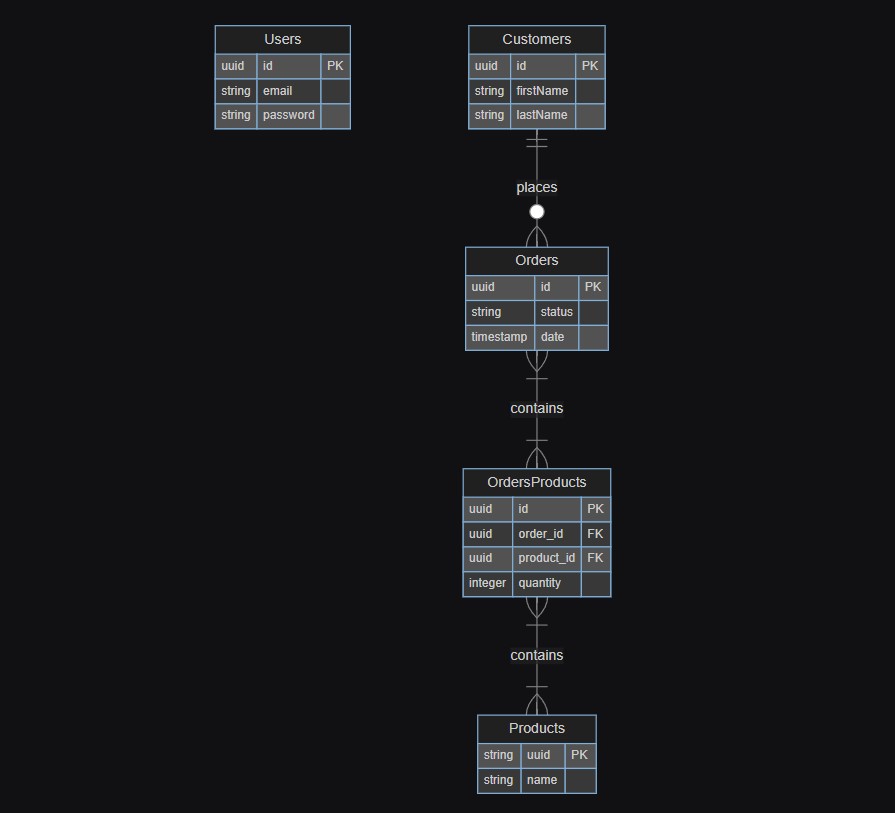 Users
uuid id PK
string email
string password
Customers
uuid id PK
string firstName
string lastName
places
Orders
uuid id PK
string status
timestamp date
contains
OrdersProducts
uuid id PK
uuid order_id FK
uuid product_id FK
integer quantity
contains
Products
string uuid PK
string name